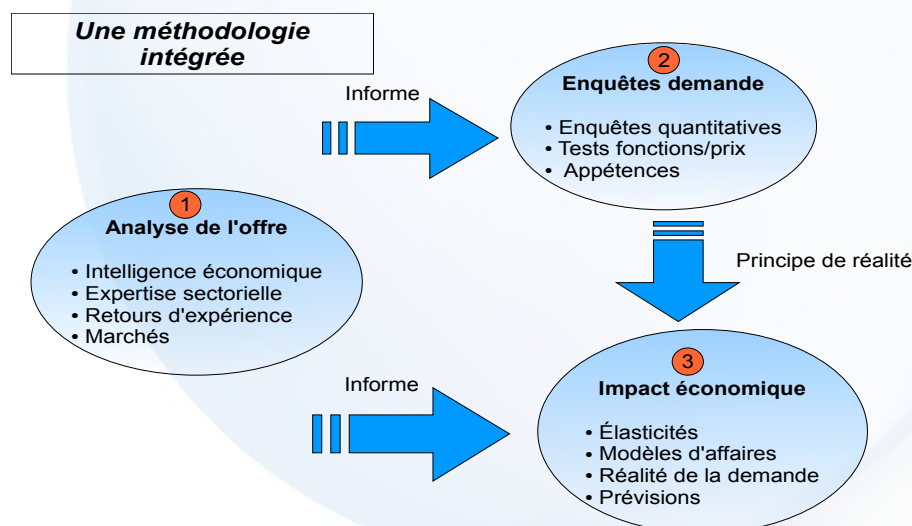 Une méthodologie
intégrée
1
Analyse de l'offre
• Intelligence économique
• Expertise sectorielle
• Retours d'expérience
• Marchés
Informe
2
Enquêtes demande
• Enquêtes quantitatives
• Tests fonctions/prix
• Appétences
Principe de réalité
Informe
3
Impact économique
• Élasticités
• Modèles d'affaires
• Réalité de la demande
• Prévisions